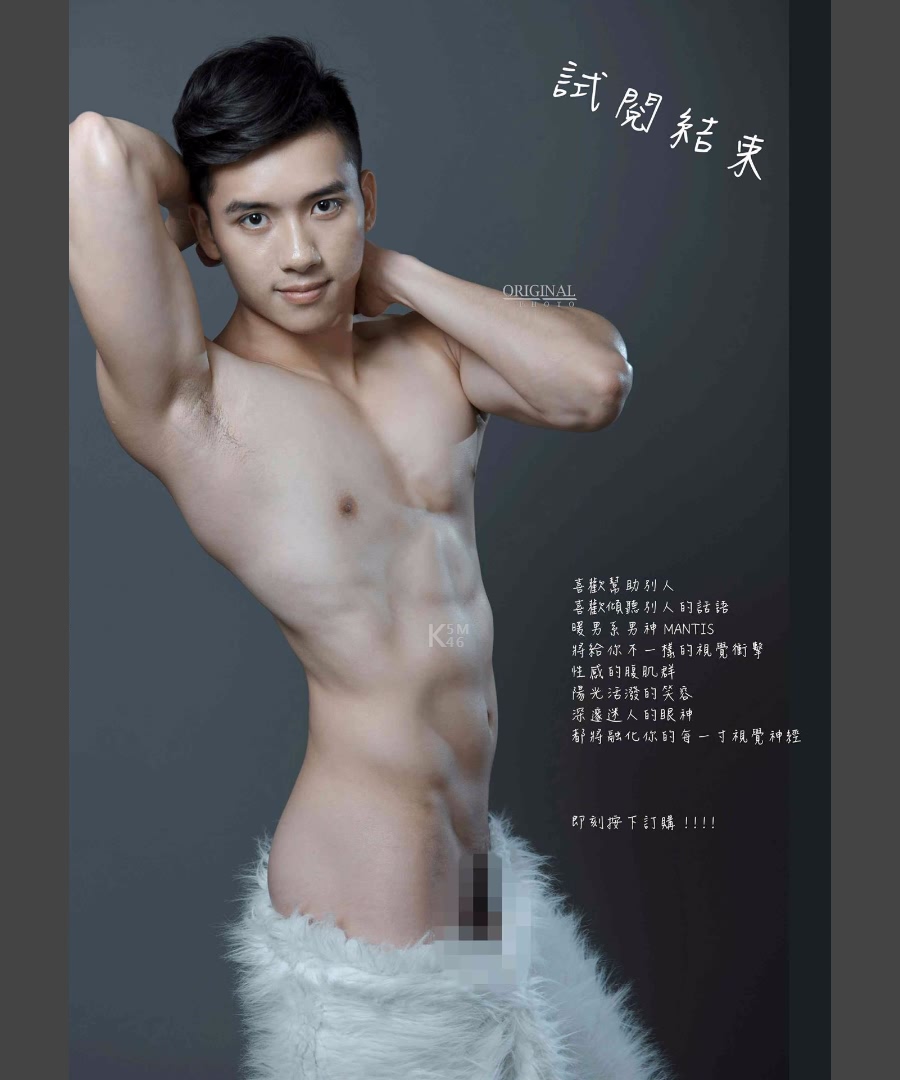 試閱結束
ORIGINAL
PHOTO
K5M
46
喜歡幫助別人
喜歡傾聽別人的話語
暖男系男神 MANTIS
將給你不一樣的視覺衝擊
性感的腹肌群
陽光活潑的笑容
深邃迷人的眼神
都將融化你的每一寸視覺神經
即刻按下訂購 !!!!